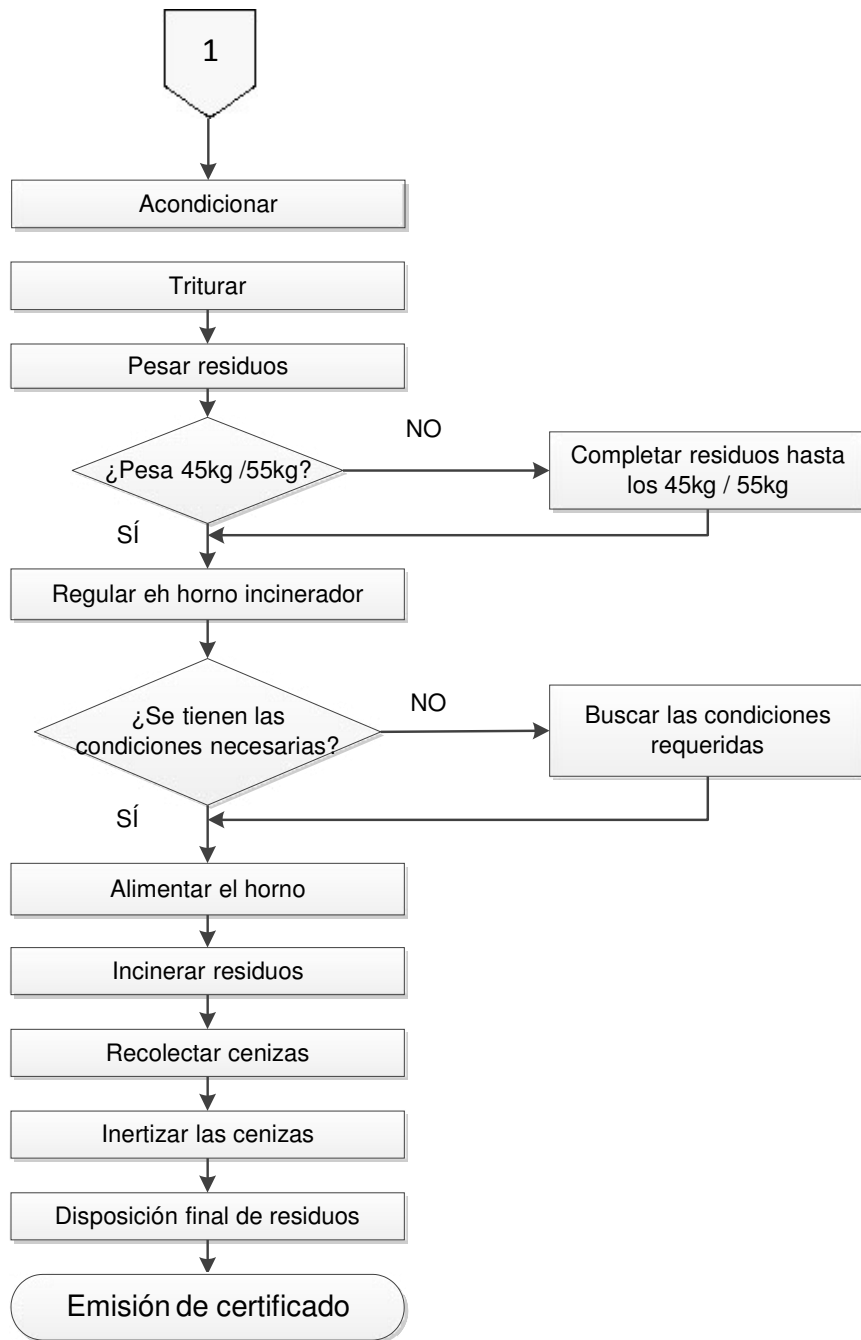 1
Acondicionar
Triturar
Pesar residuos
¿Pesa 45kg /55kg?
NO
Completar residuos hasta
los 45kg / 55kg
SÍ
Regular eh horno incinerador
¿Se tienen las
condiciones necesarias?
NO
Buscar las condiciones
requeridas
SÍ
Alimentar el horno
Incinerar residuos
Recolectar cenizas
Inertizar las cenizas
Disposición final de residuos
Emisión de certificado